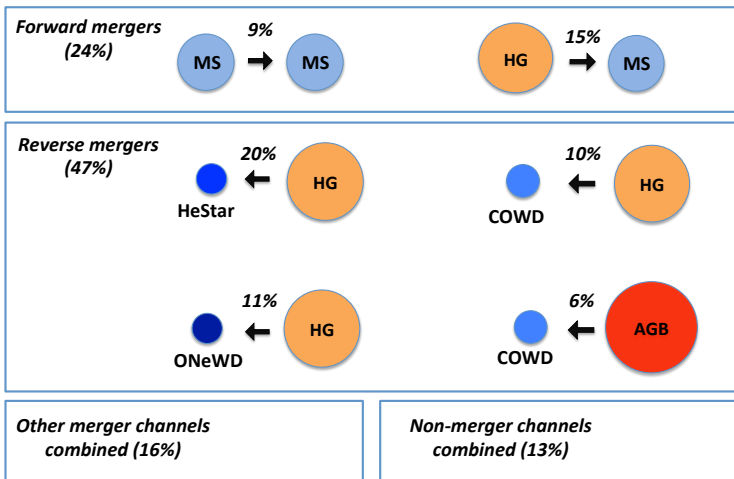 Forward mergers
(24%)
9%
MS
MS
15%
HG
MS
Reverse mergers
(47%)
20%
HG
HeStar
10%
HG
COWD
11%
HG
ONeWD
6%
AGB
COWD
Other merger channels
combined (16%)
Non-merger channels
combined (13%)